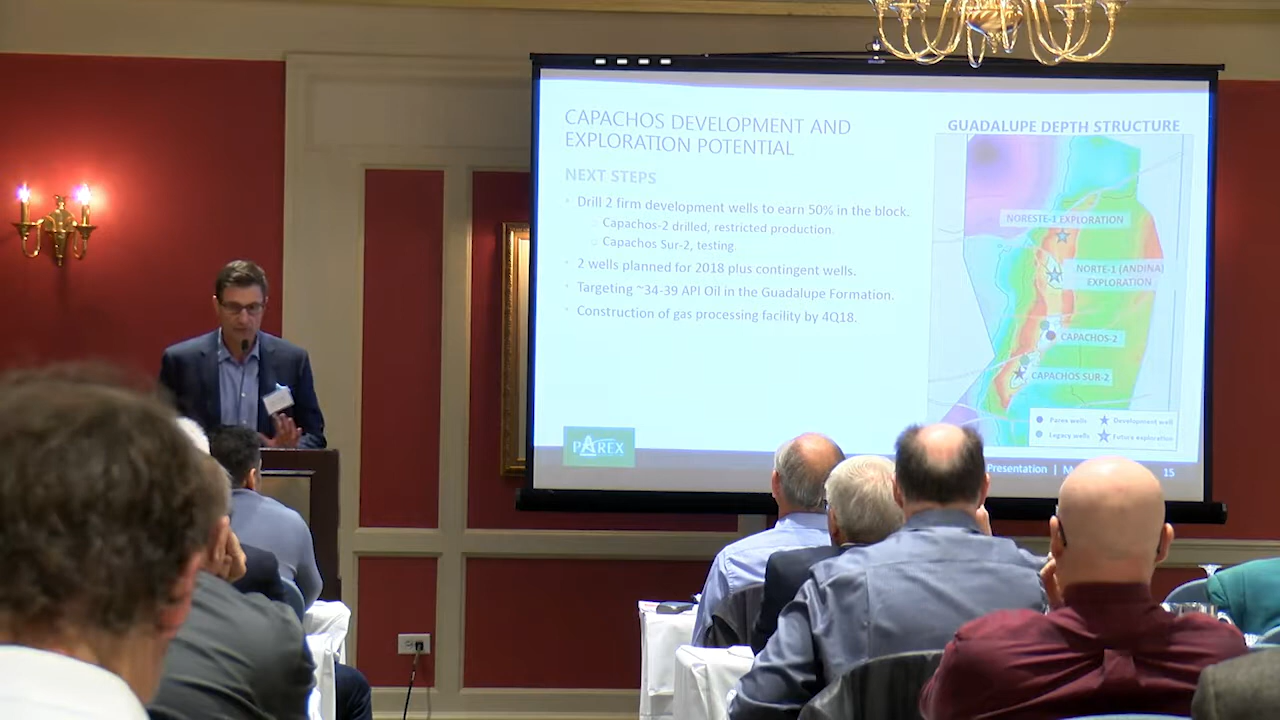 CAPACHOS DEVELOPMENT AND
EXPLORATION POTENTIAL
NEXT STEPS
Drill 2 firm development wells to earn 50% in the block.
Capachos-2 drilled, restricted production.
Capachos Sur-2, testing.
2 wells planned for 2018 plus contingent wells.
Targeting ~34-39 API Oil in the Guadalupe Formation.
Construction of gas processing facility by 4Q18.
PAREX
GUADALUPE DEPTH STRUCTURE
NORESTE-1 EXPLORATION
NORTE-1 (ANDINA)
EXPLORATION
CAPACHOS-2
CAPACHOS SUR-2
Parex wells
Development well
Legacy wells
Future exploration
Presentation |
15